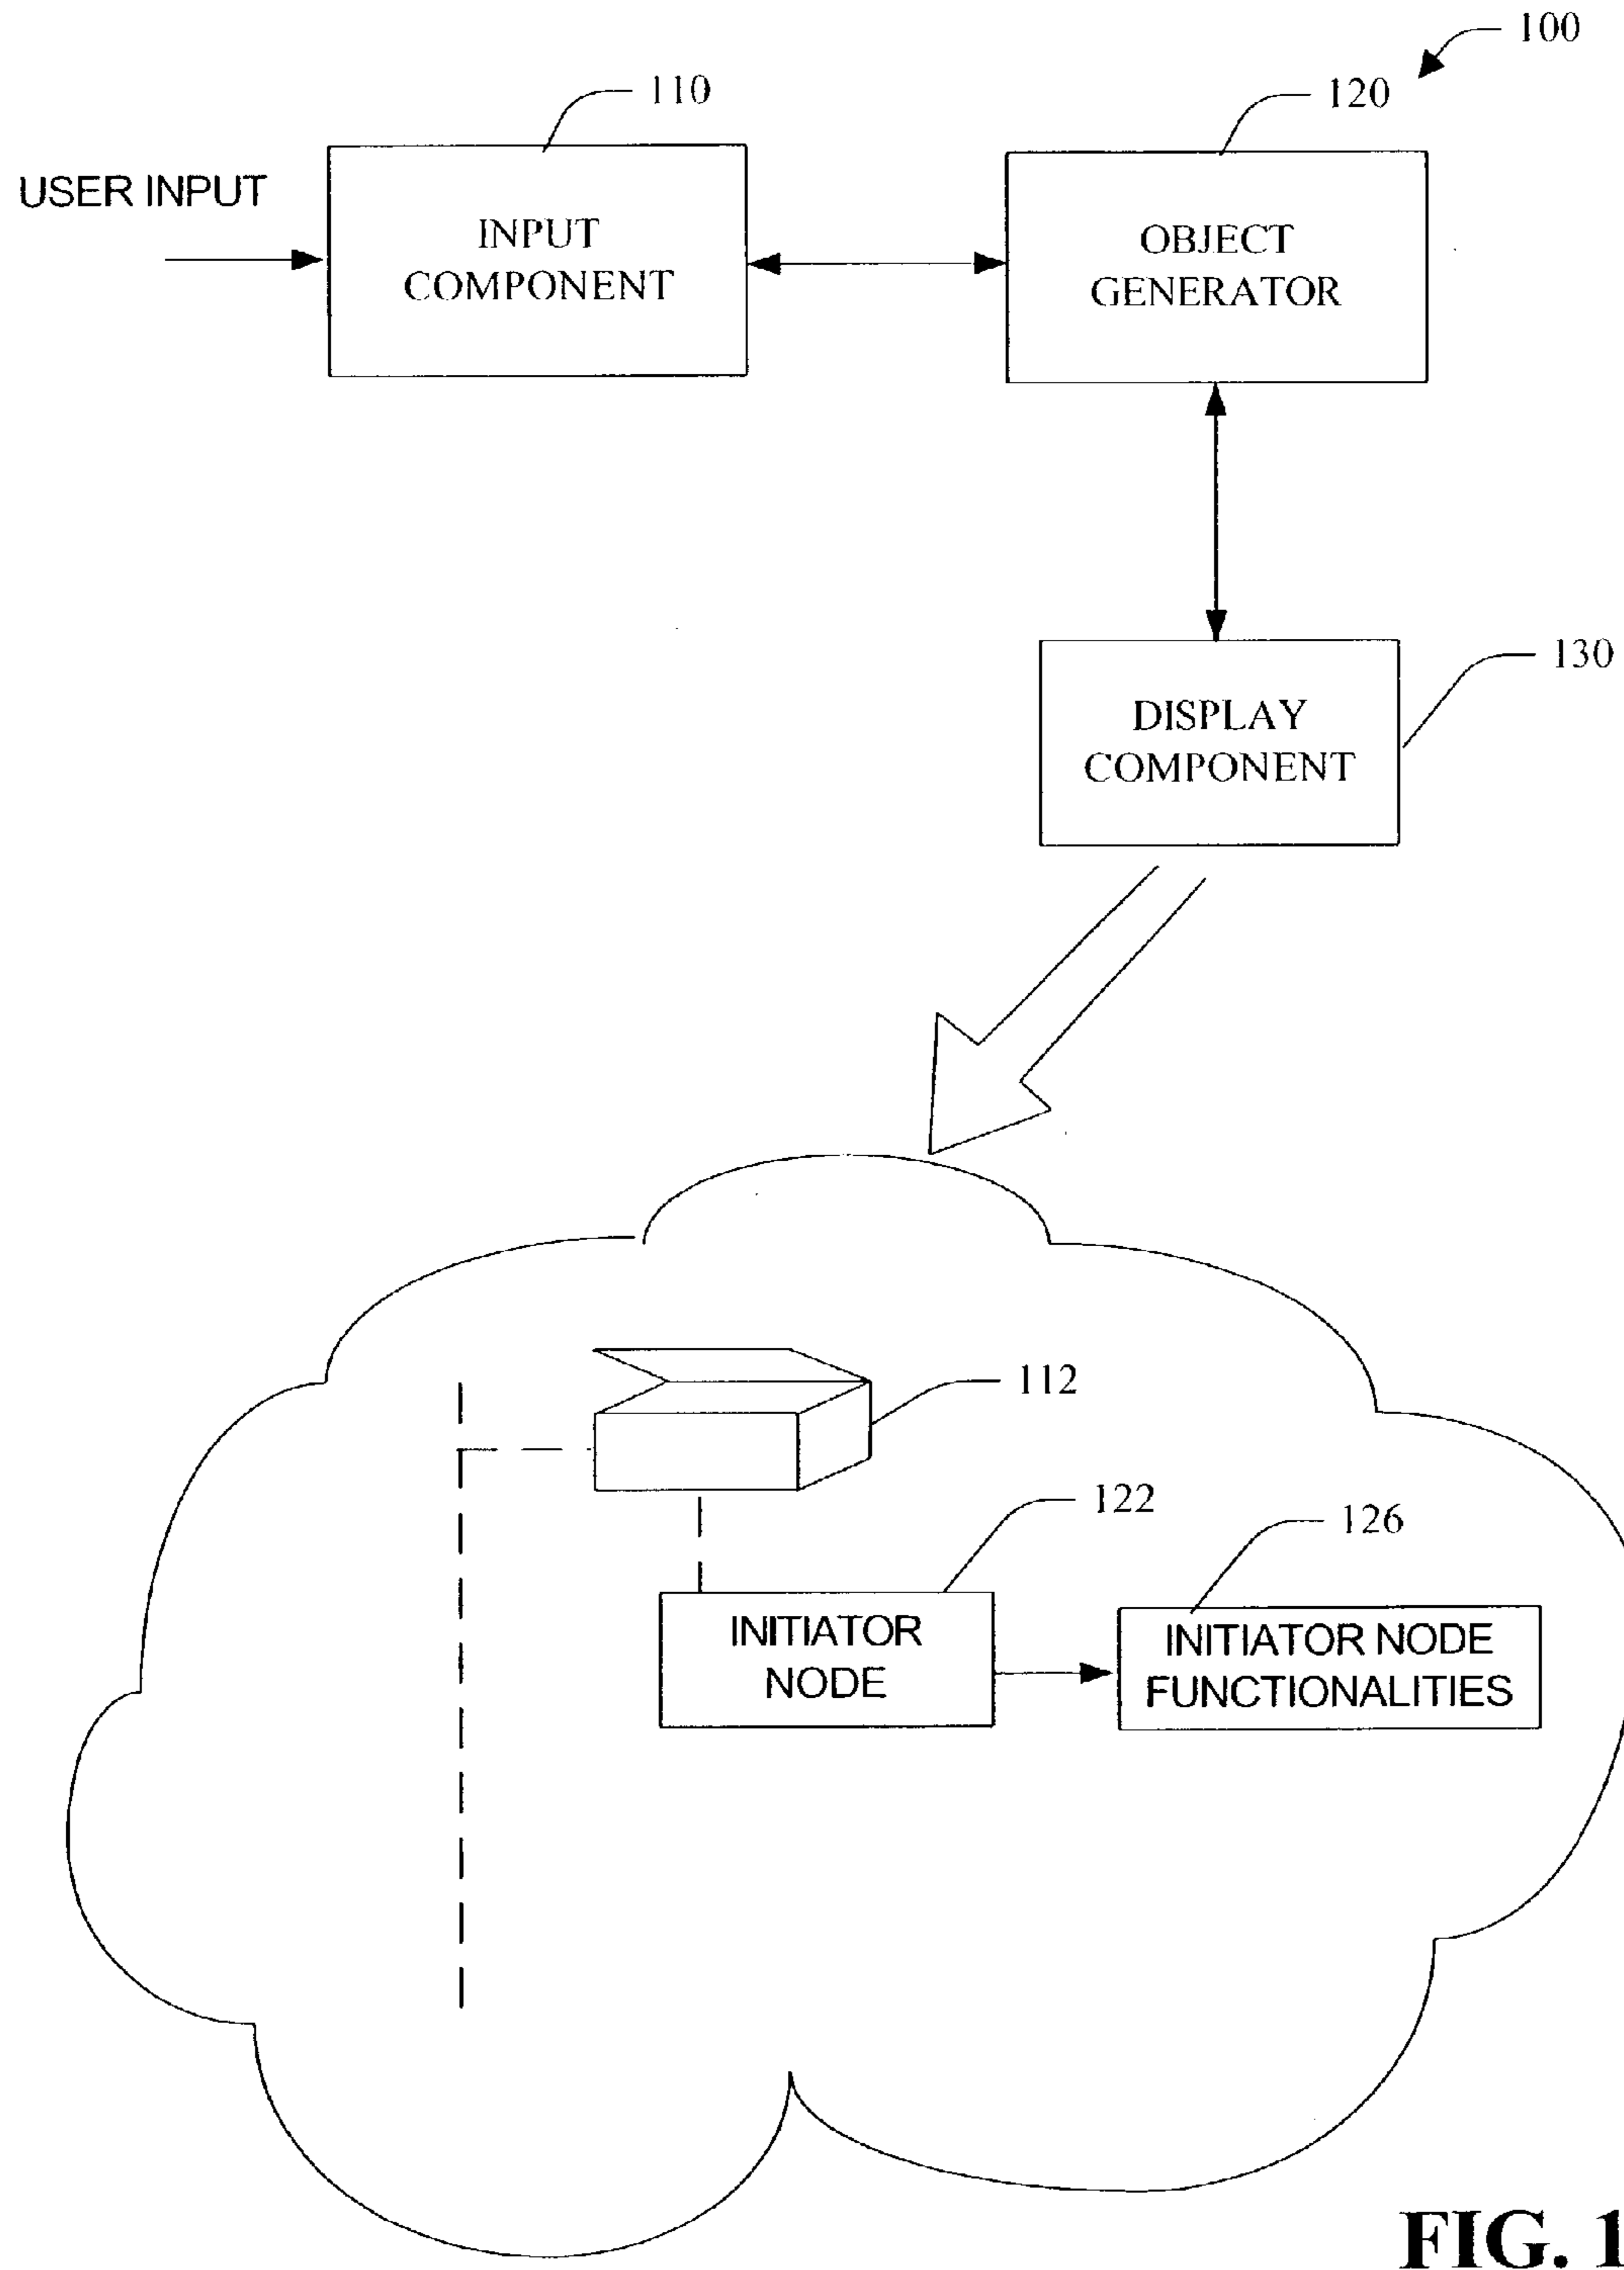 100
110
120
USER INPUT
INPUT
COMPONENT
OBJECT
GENERATOR
130
DISPLAY
COMPONENT
112
122
126
INITIATOR
NODE
INITIATOR NODE
FUNCTIONALITIES
FIG. 1